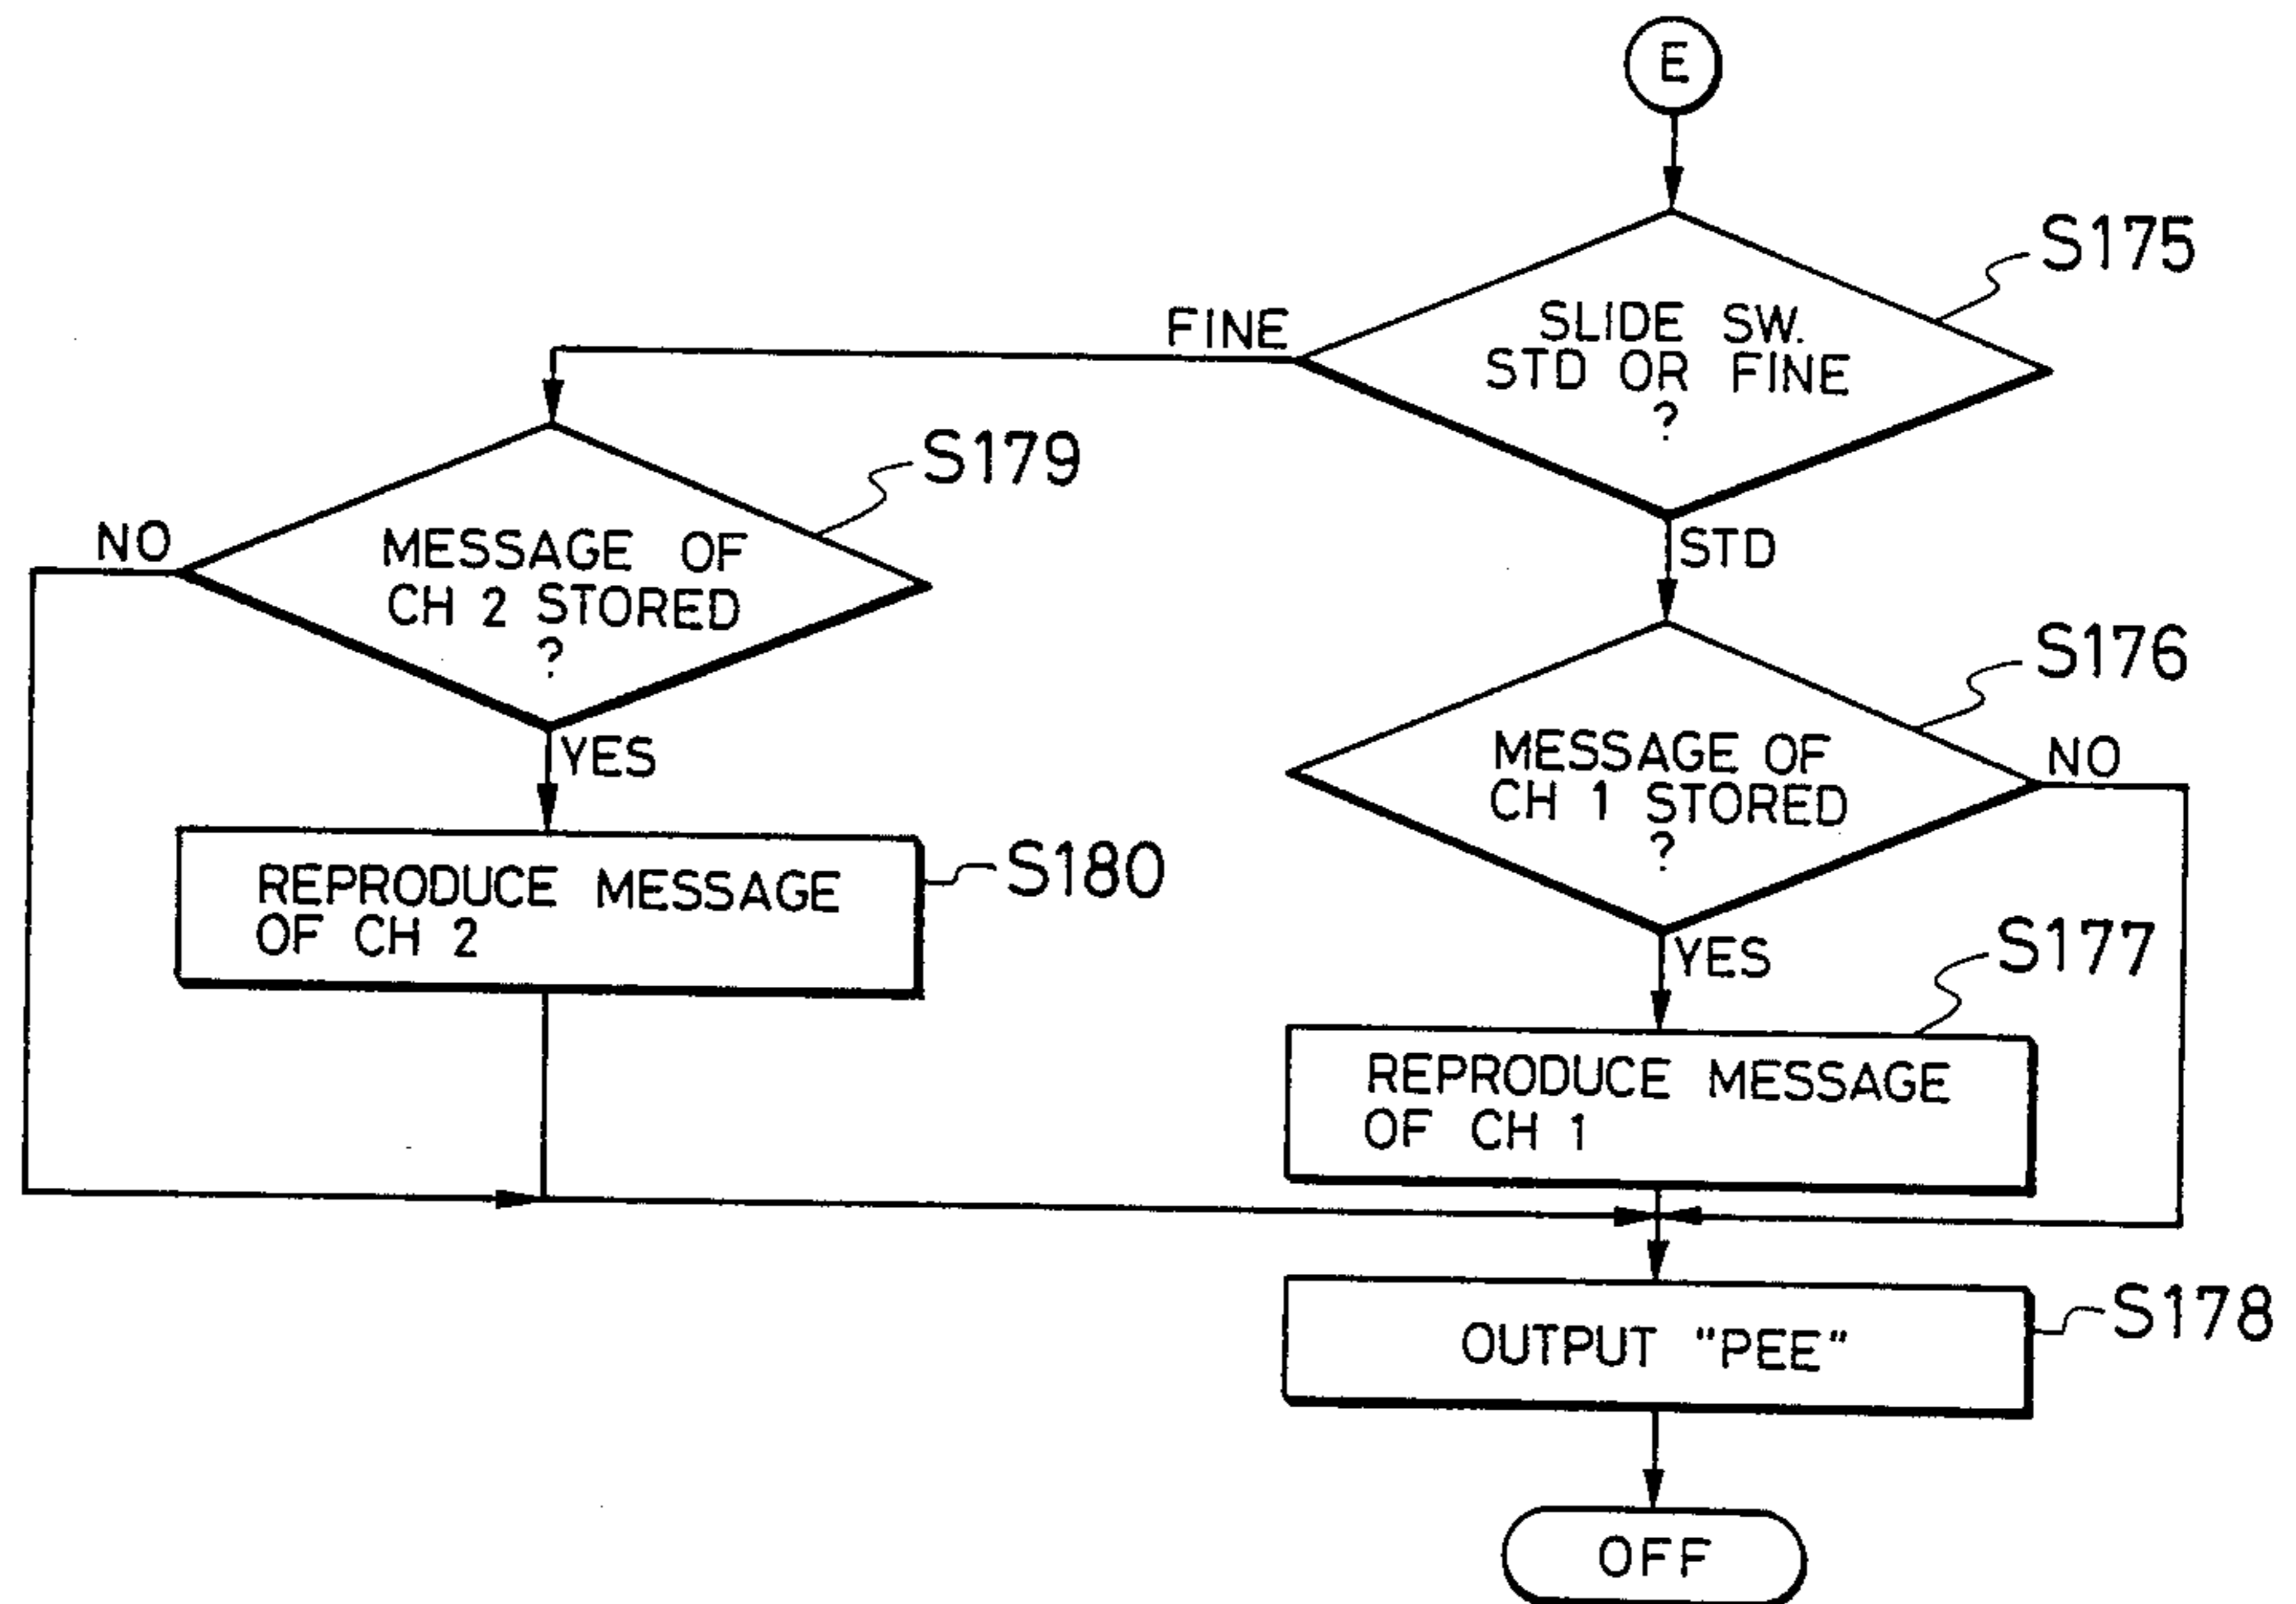 E
S175
SLIDE SW.
STD OR FINE
?
FINE
STD
S179
MESSAGE OF
CH 2 STORED
?
NO
YES
S176
MESSAGE OF
CH 1 STORED
?
NO
YES
S180
REPRODUCE MESSAGE
OF CH 2
S177
REPRODUCE MESSAGE
OF CH 1
S178
OUTPUT "PEE"
OFF